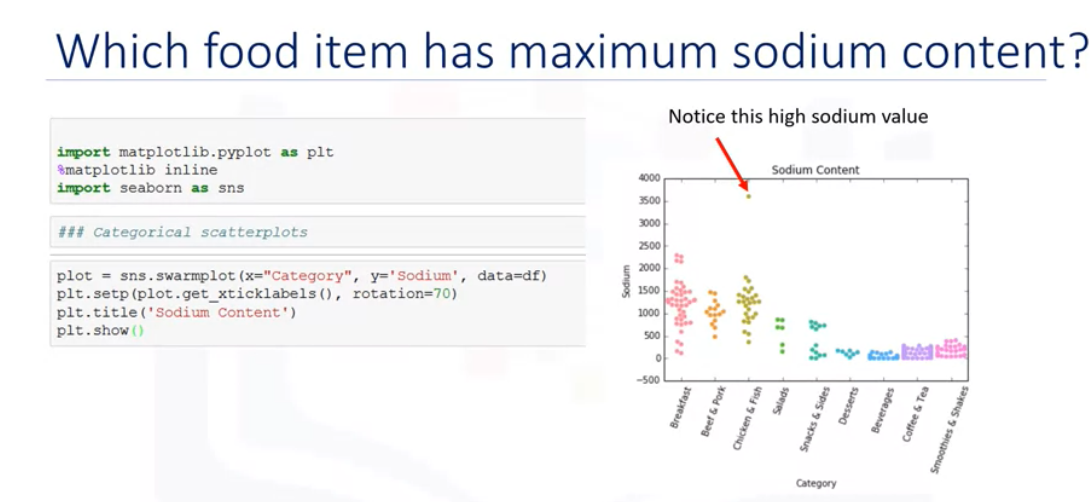 Which food item has maximum sodium content?
import matplotlib.pyplot as plt
%matplotlib inline
import seaborn as sns
### Categorical scatterplots
plot = sns.swarmplot(x="Category", y='Sodium', data=df)
plt.setp(plot.get_xticklabels(), rotation=70)
plt.title('Sodium Content')
plt.show()
Notice this high sodium value
Sodium Content
4000
3500
3000
2500
2000
1500
1000
500
0
−500
Sodium
Breakfast
Beef & Pork
Chicken & Fish
Salads
Snacks & Sides
Desserts
Beverages
Coffee & Tea
Smoothies & Shakes
Category